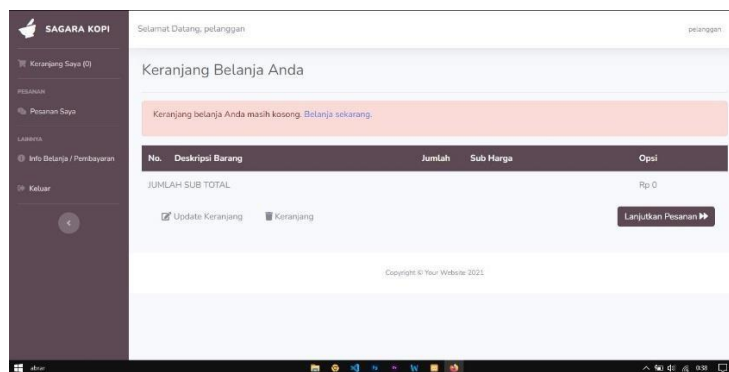 SAGARA KOPI
Selamat Datang, pelanggan
pelanggan
Keranjang Saya (0)
PESANAN
Pesanan Saya
LAINNYA
Info Belanja / Pembayaran
Keluar
Keranjang Belanja Anda
Keranjang belanja Anda masih kosong. Belanja sekarang.
No. Deskripsi Barang Jumlah Sub Harga Opsi
JUMLAH SUB TOTAL Rp 0
Update Keranjang Keranjang Lanjutkan Pesanan
Copyright © Your Website 2021